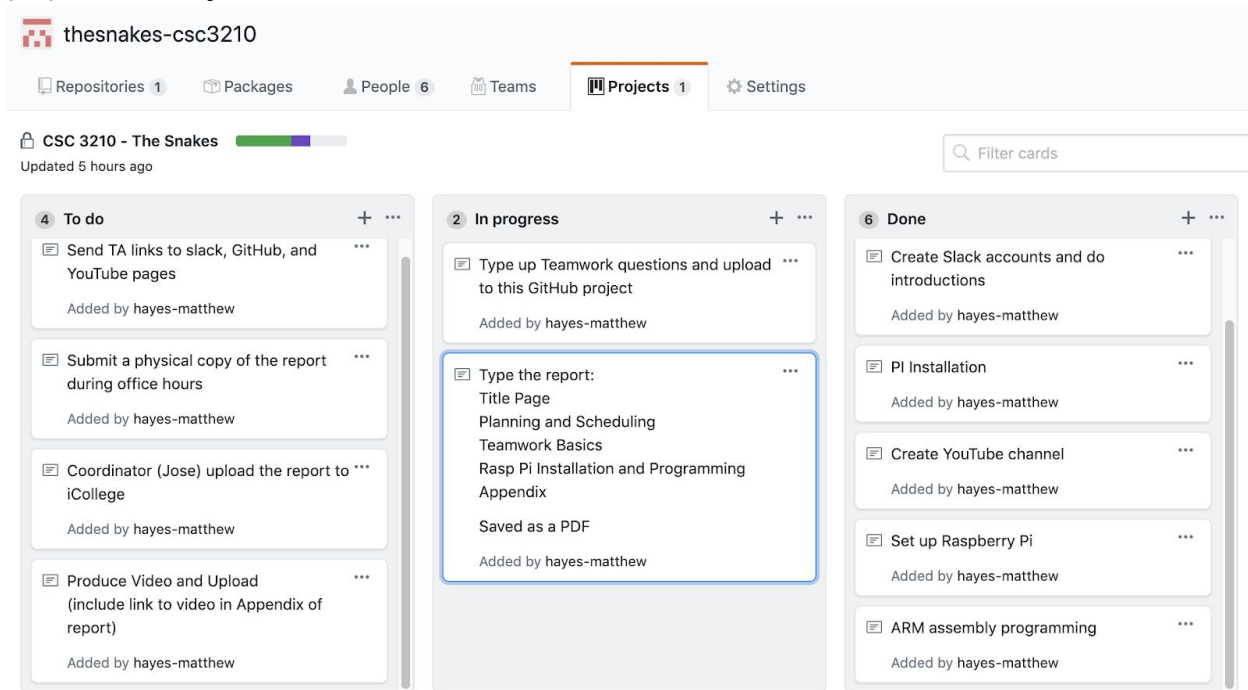 thesnakes-csc3210
Repositories 1
Packages
People 6
Teams
Projects 1
Settings
CSC 3210 - The Snakes
Updated 5 hours ago
Filter cards
4 To do
Send TA links to slack, GitHub, and
YouTube pages
Added by hayes-matthew
Submit a physical copy of the report
during office hours
Added by hayes-matthew
Coordinator (Jose) upload the report to
iCollege
Added by hayes-matthew
Produce Video and Upload
(include link to video in Appendix of
report)
Added by hayes-matthew
2 In progress
Type up Teamwork questions and upload
to this GitHub project
Added by hayes-matthew
Type the report:
Title Page
Planning and Scheduling
Teamwork Basics
Rasp Pi Installation and Programming
Appendix
Saved as a PDF
Added by hayes-matthew
6 Done
Create Slack accounts and do
introductions
Added by hayes-matthew
PI Installation
Added by hayes-matthew
Create YouTube channel
Added by hayes-matthew
Set up Raspberry Pi
Added by hayes-matthew
ARM assembly programming
Added by hayes-matthew